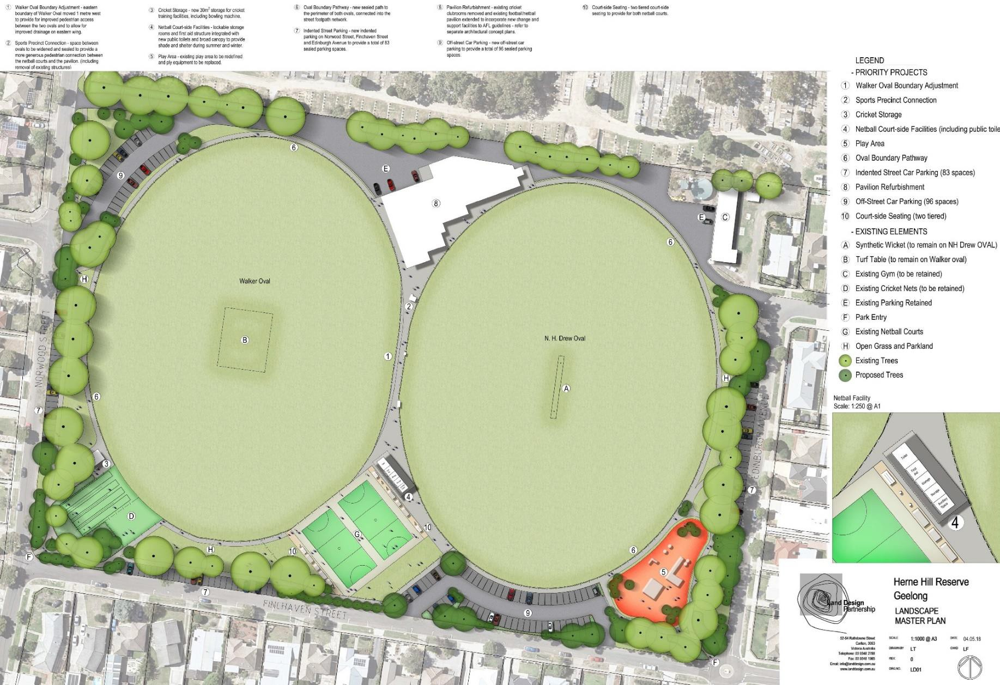 1 Walker Oval Boundary Adjustment - eastern
boundary of Walker Oval moved 1 metre west
to provide for improved pedestrian access
between the two ovals and to allow for
improved drainage on eastern wing.
2 Sports Precinct Connection - space between
ovals to be widened and sealed to provide a
more generous pedestrian connection between
the netball courts and the pavilion. (including
removal of existing structures)
3 Cricket Storage - new 30m² storage for cricket
training facilities, including bowling machine.
4 Netball Court-side Facilities - lockable storage
rooms and first aid structure integrated with
new public toilets and broad canopy to provide
shade and shelter during summer and winter.
5 Play Area - existing play area to be redefined
and ply equipment to be replaced.
6 Oval Boundary Pathway - new sealed path to
the perimeter of both ovals, connected into the
street footpath network.
7 Indented Street Parking - new indented
parking on Norwood Street, Finchaven Street
and Edinburgh Avenue to provide a total of 83
sealed parking spaces.
8 Pavilion Refurbishment - existing cricket
clubrooms removed and existing football/netball
pavilion extended to incorporate new change and
support facilities to AFL guidelines - refer to
separate architectural concept plans.
9 Off-street Car Parking - new off-street car
parking to provide a total of 96 sealed parking
spaces.
10 Court-side Seating - two tiered court-side
seating to provide for both netball courts.
LEGEND
- PRIORITY PROJECTS
1 Walker Oval Boundary Adjustment
2 Sports Precinct Connection
3 Cricket Storage
4 Netball Court-side Facilities (including public toile
5 Play Area
6 Oval Boundary Pathway
7 Indented Street Car Parking (83 spaces)
8 Pavilion Refurbishment
9 Off-Street Car Parking (96 spaces)
10 Court-side Seating (two tiered)
- EXISTING ELEMENTS
A Synthetic Wicket (to remain on NH Drew OVAL)
B Turf Table (to remain on Walker oval)
C Existing Gym (to be retained)
D Existing Cricket Nets (to be retained)
E Existing Parking Retained
F Park Entry
G Existing Netball Courts
H Open Grass and Parkland
Existing Trees
Proposed Trees
6
E
9
8
E
C
6
H
Walker Oval
2
B
N. H. Drew Oval
1
H
A
6
7
NORWOOD STREET
EDINBURGH AVENUE
3
7
4
D
10
G
6
H
10
F
5
7
FINCHAVEN STREET
9
F
Netball Facility
Scale: 1:250 @ A1
Toilet
First
Aid
Storage
Storage
Ancillary
Space
4
Land Design
Partnership
Herne Hill Reserve
Geelong
LANDSCAPE
MASTER PLAN
52-54 Rathdowne Street
Carlton, 3053
Victoria Australia
Telephone: 03 9348 2788
Fax: 03 9348 1965
Email: info@landdesign.com.au
www.landdesign.com.au
SCALE 1:1000 @ A3 DATE 04.05.18
DRAWN BY LT CHKD LF
REV. 0
DRG.NO. LD01